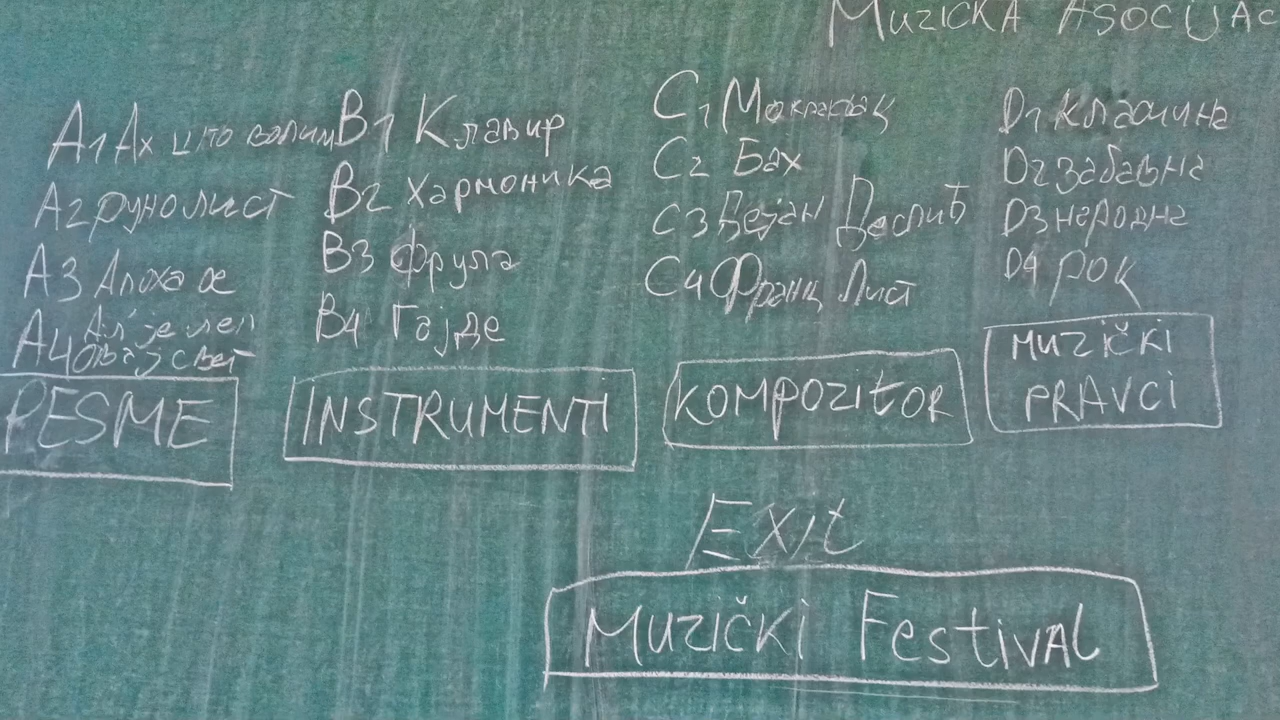 MUZIČKA ASOCIJAC
A1 Ах што волим
A2 рунолист
A3 Алоха ое
A4 Ал' је леп
овај свет
PESME
B1 Клавир
B2 Хармоника
B3 Фрула
B4 Гајде
INSTRUMENTI
C1 Мокрањац
C2 Бах
C3 Дејан Деспић
C4 Франц Лист
KOMPOZITOR
D1 Класична
D2 забавна
D3 народна
D4 РОК
MUZIČKI
PRAVCI
Exit
MUZIČKI FestivAL